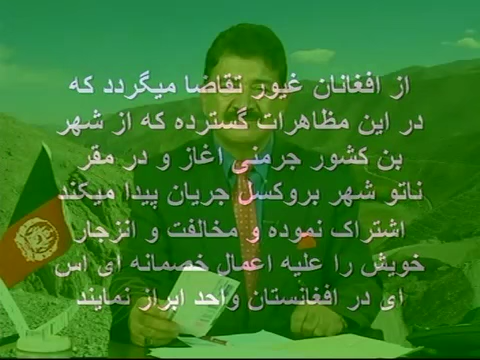 از افغانان غیور تقاضا میگردد که
در این مظاهرات گسترده که از شهر
بن کشور جرمنی اغاز و در مقر
ناتو شهر بروکسل جریان پیدا میکند
اشتراک نموده و مخالفت و انزجار
خویش را علیه اعمال خصمانه ای اس
ای در افغانستان واحد ابراز نمایند